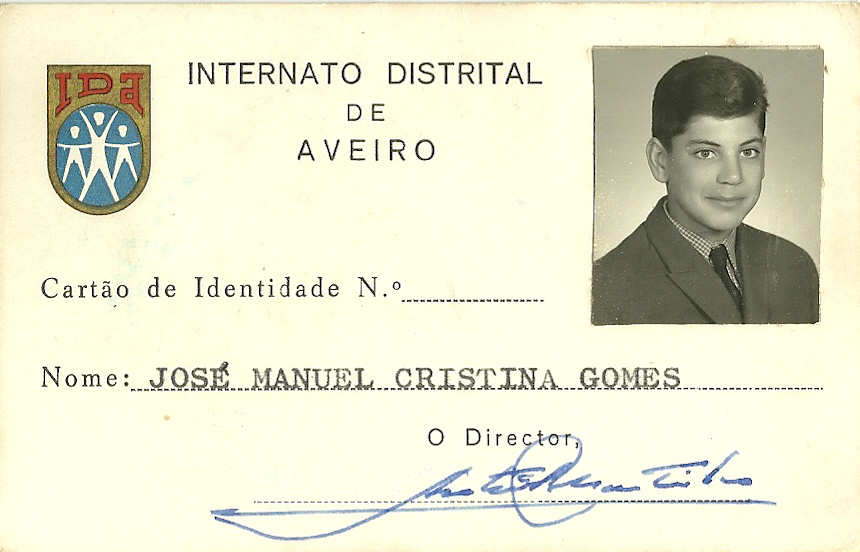 IDA
INTERNATO DISTRITAL
DE
AVEIRO
Cartão de Identidade N.º
Nome: JOSÉ MANUEL CRISTINA GOMES
O Director,